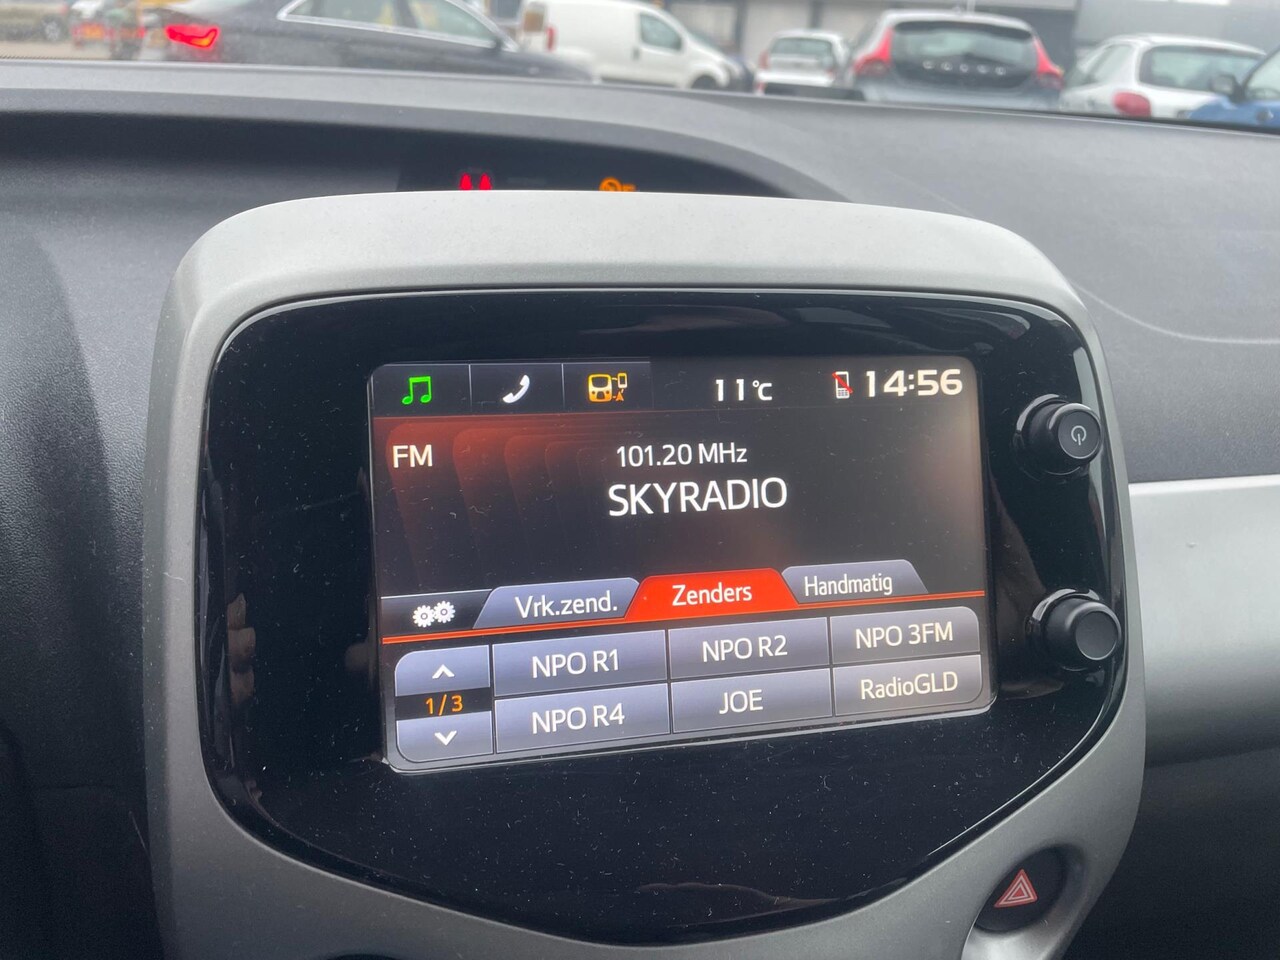 11°C 14:56
FM
101.20 MHz
SKYRADIO
Vrk.zend. Zenders Handmatig
NPO R1 NPO R2 NPO 3FM
1/3
NPO R4 JOE RadioGLD